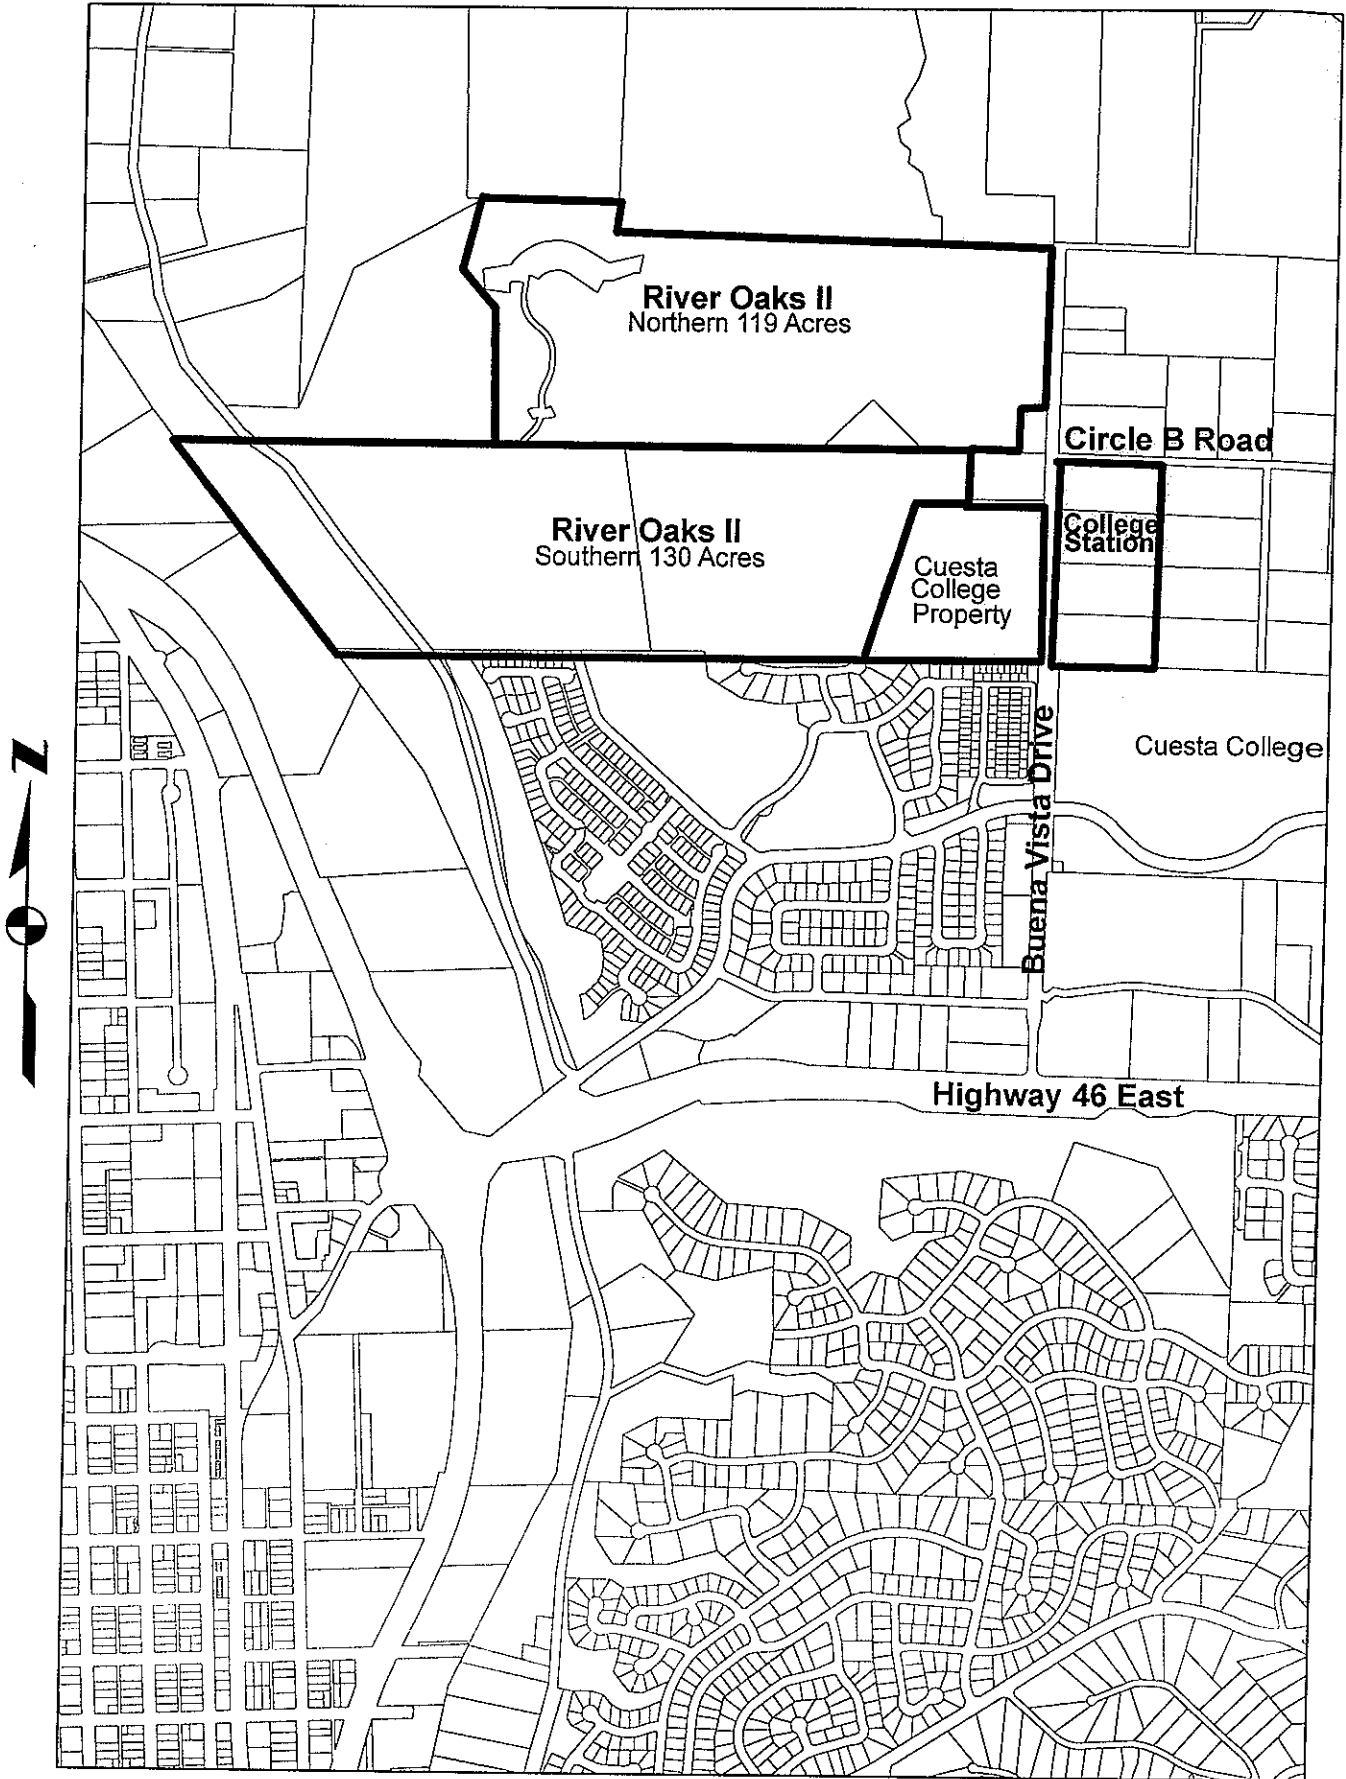 River Oaks II
Northern 119 Acres
Circle B Road
River Oaks II
Southern 130 Acres
College
Station
Cuesta
College
Property
Buena Vista Drive
Cuesta College
N
Highway 46 East